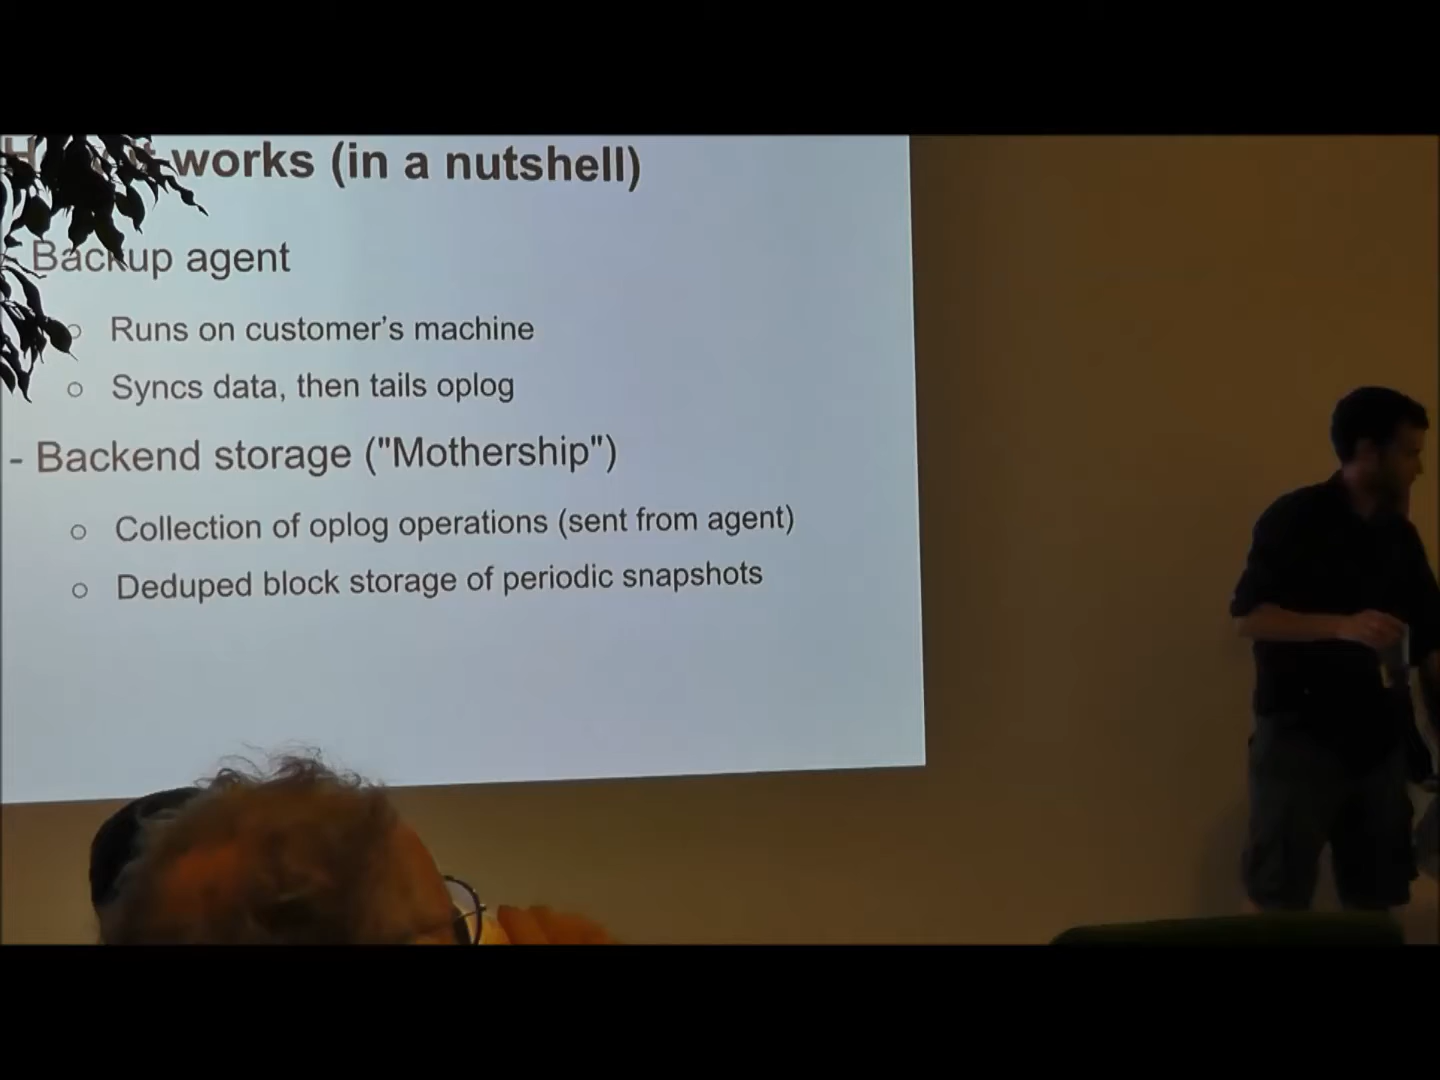 works (in a nutshell)
- Backup agent
○ Runs on customer's machine
○ Syncs data, then tails oplog
- Backend storage ("Mothership")
○ Collection of oplog operations (sent from agent)
○ Deduped block storage of periodic snapshots